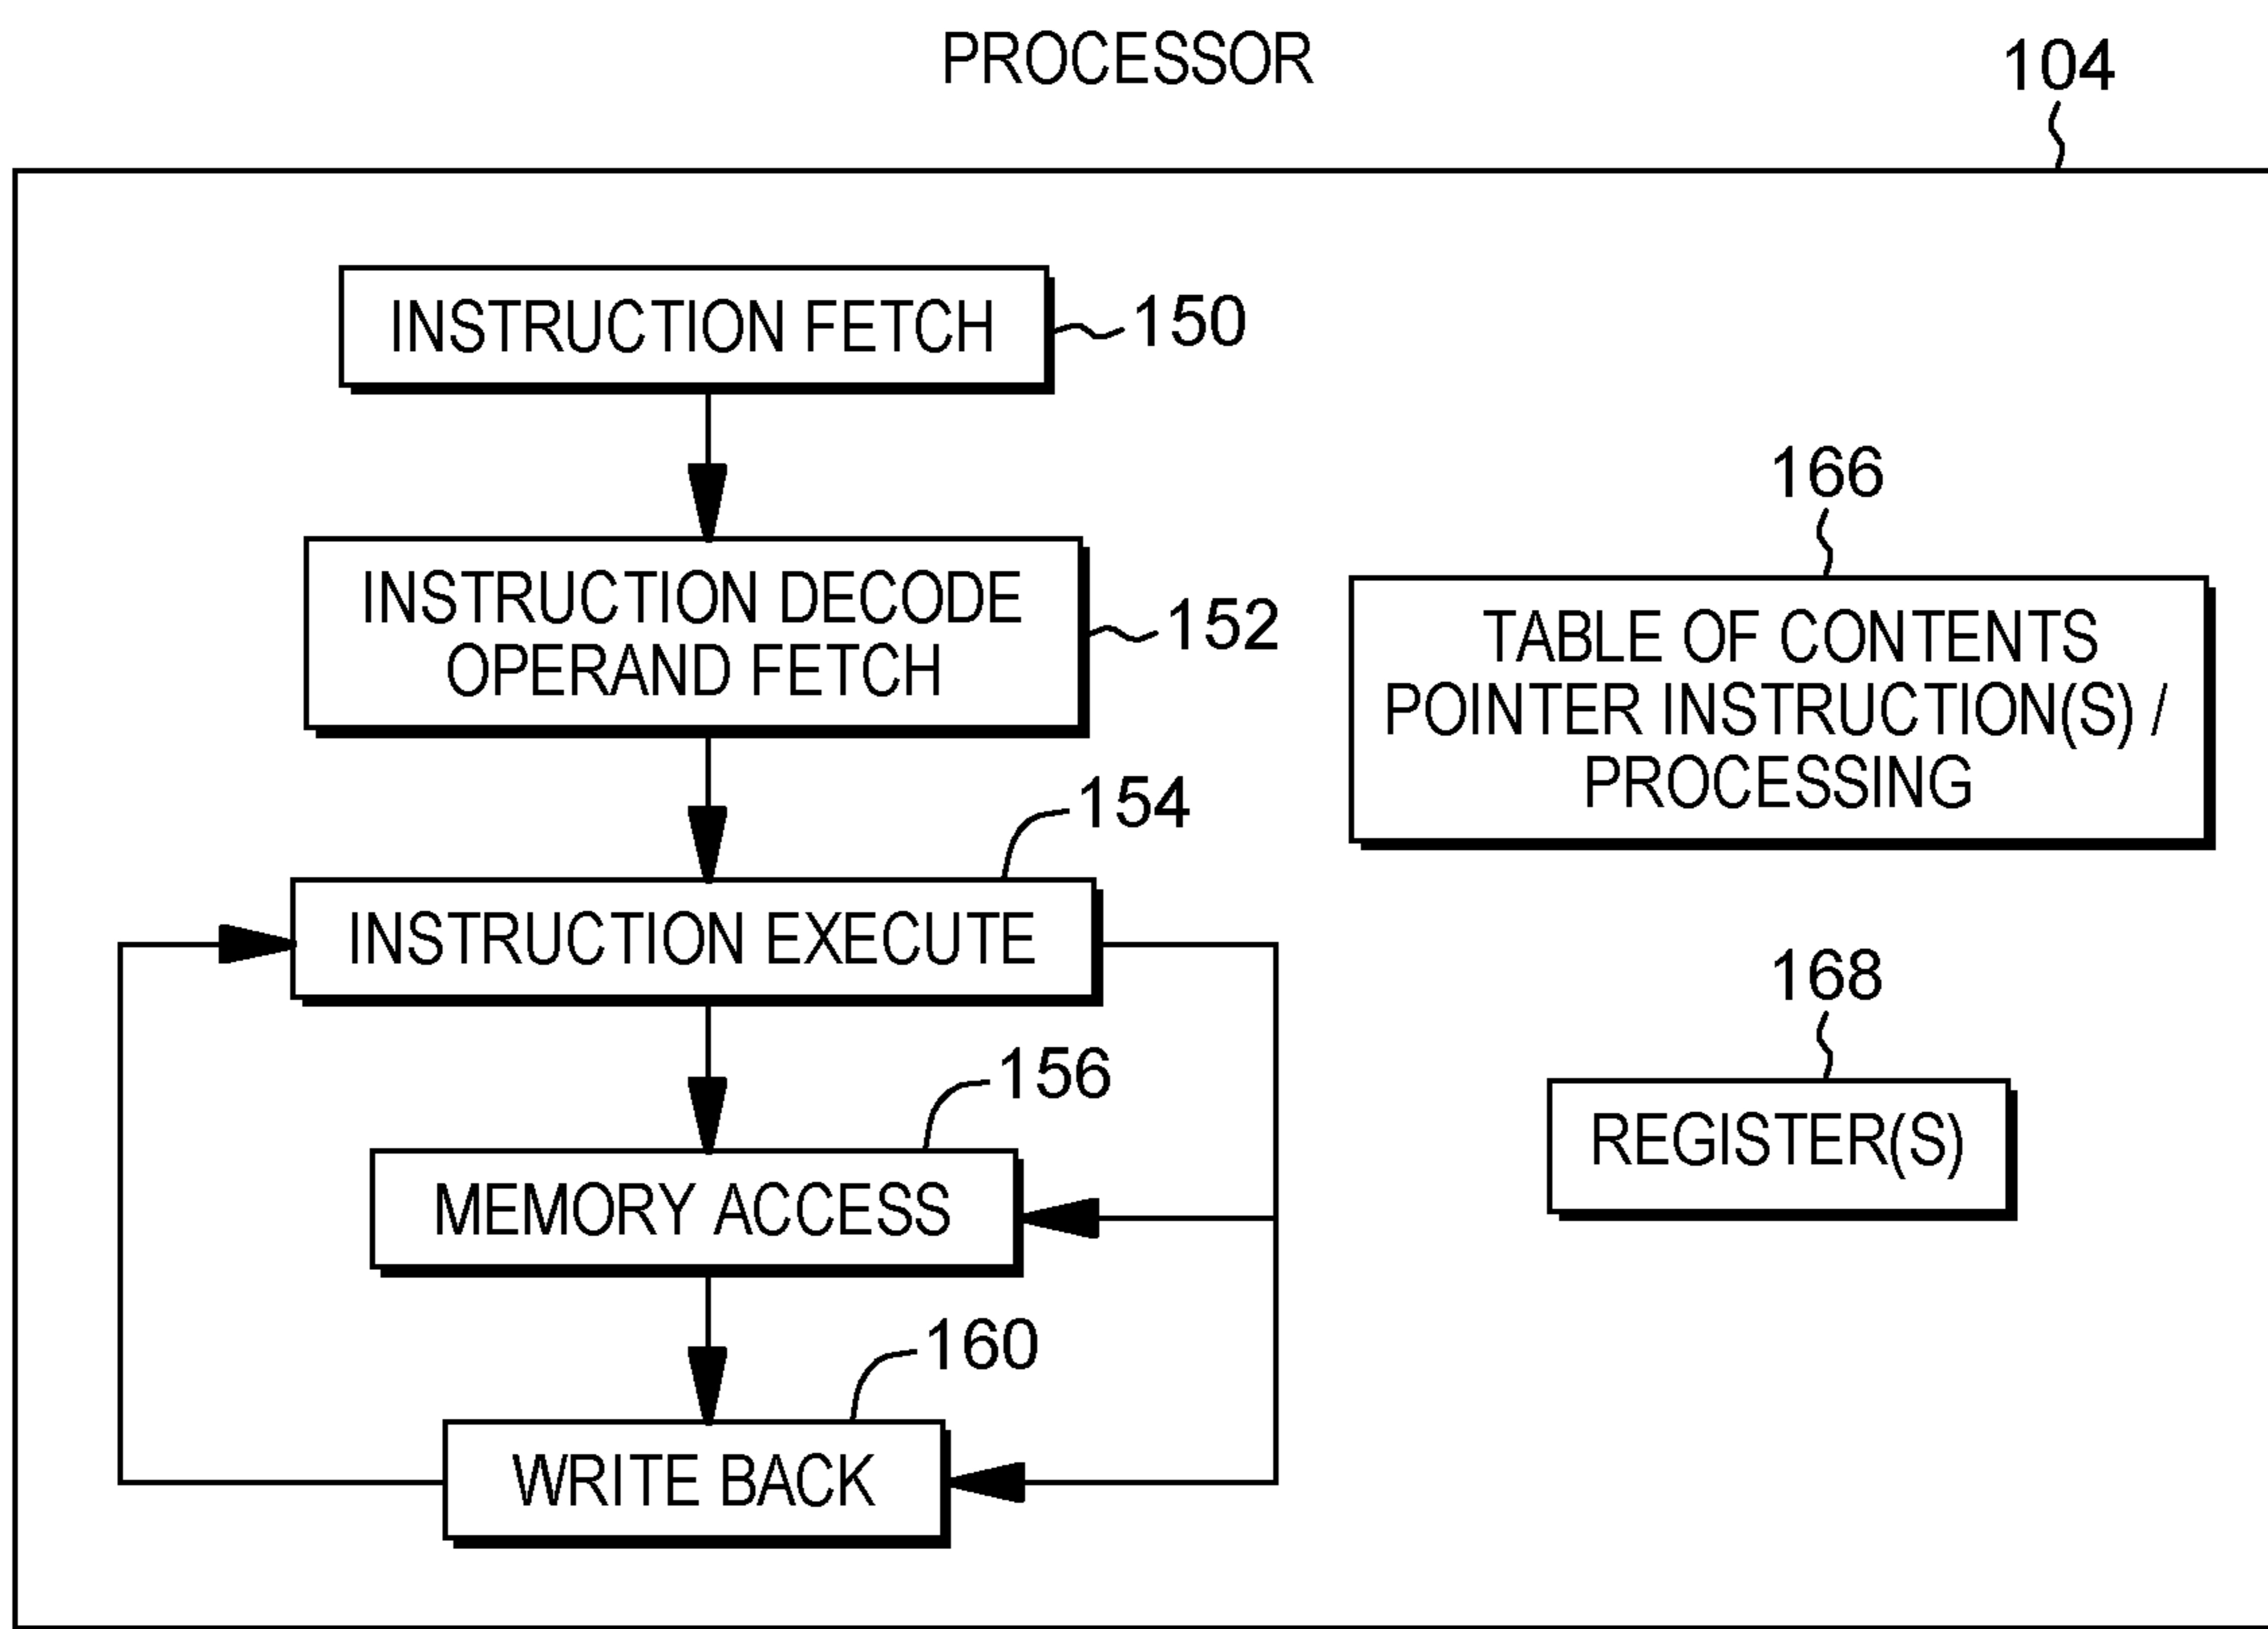 PROCESSOR
104
INSTRUCTION FETCH
150
INSTRUCTION DECODE
OPERAND FETCH
152
154
INSTRUCTION EXECUTE
156
MEMORY ACCESS
160
WRITE BACK
166
TABLE OF CONTENTS
POINTER INSTRUCTION(S) /
PROCESSING
168
REGISTER(S)